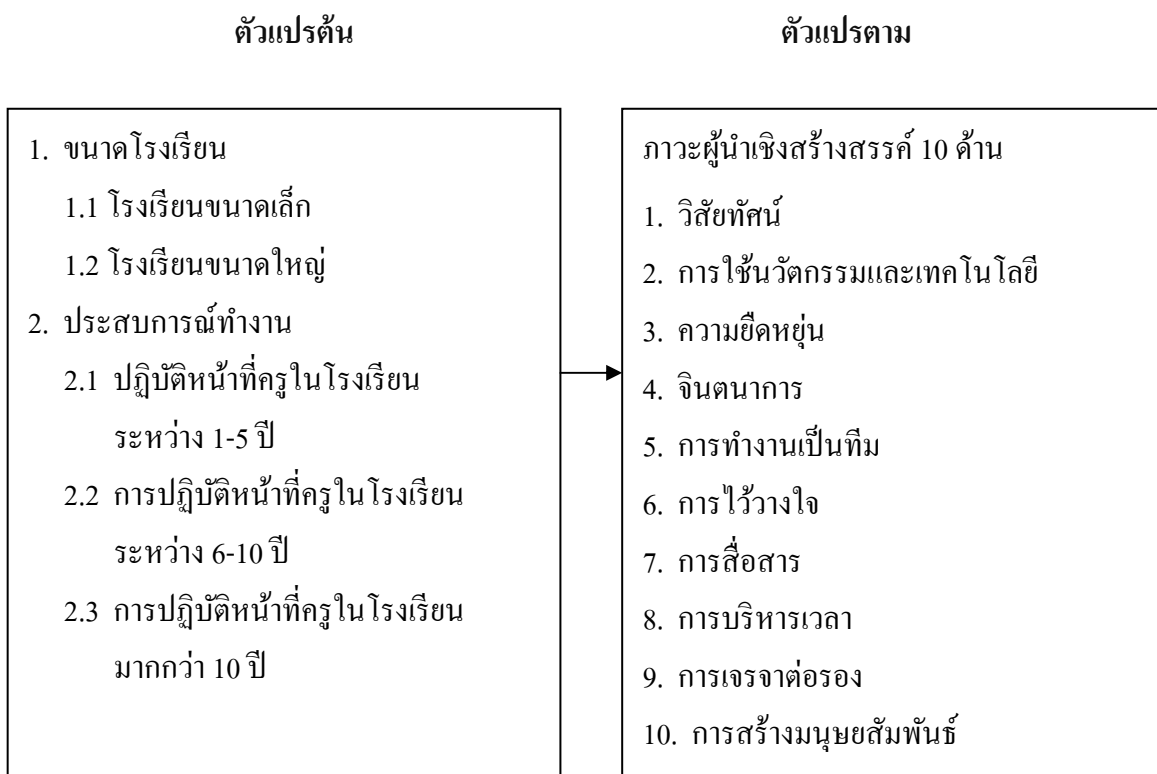 ตัวแปรต้น
ตัวแปรตาม
1. ขนาดโรงเรียน
1.1 โรงเรียนขนาดเล็ก
1.2 โรงเรียนขนาดใหญ่
2. ประสบการณ์ทำงาน
2.1 ปฏิบัติหน้าที่ครูในโรงเรียน
ระหว่าง 1-5 ปี
2.2 การปฏิบัติหน้าที่ครูในโรงเรียน
ระหว่าง 6-10 ปี
2.3 การปฏิบัติหน้าที่ครูในโรงเรียน
มากกว่า 10 ปี
ภาวะผู้นำเชิงสร้างสรรค์ 10 ด้าน
1. วิสัยทัศน์
2. การใช้นวัตกรรมและเทคโนโลยี
3. ความยืดหยุ่น
4. จินตนาการ
5. การทำงานเป็นทีม
6. การไว้วางใจ
7. การสื่อสาร
8. การบริหารเวลา
9. การเจรจาต่อรอง
10. การสร้างมนุษยสัมพันธ์